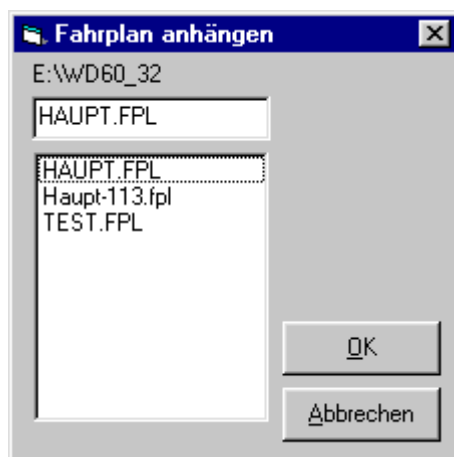 Fahrplan anhängen
E:\WD60_32
HAUPT.FPL
HAUPT.FPL
Haupt-113.fpl
TEST.FPL
OK
Abbrechen